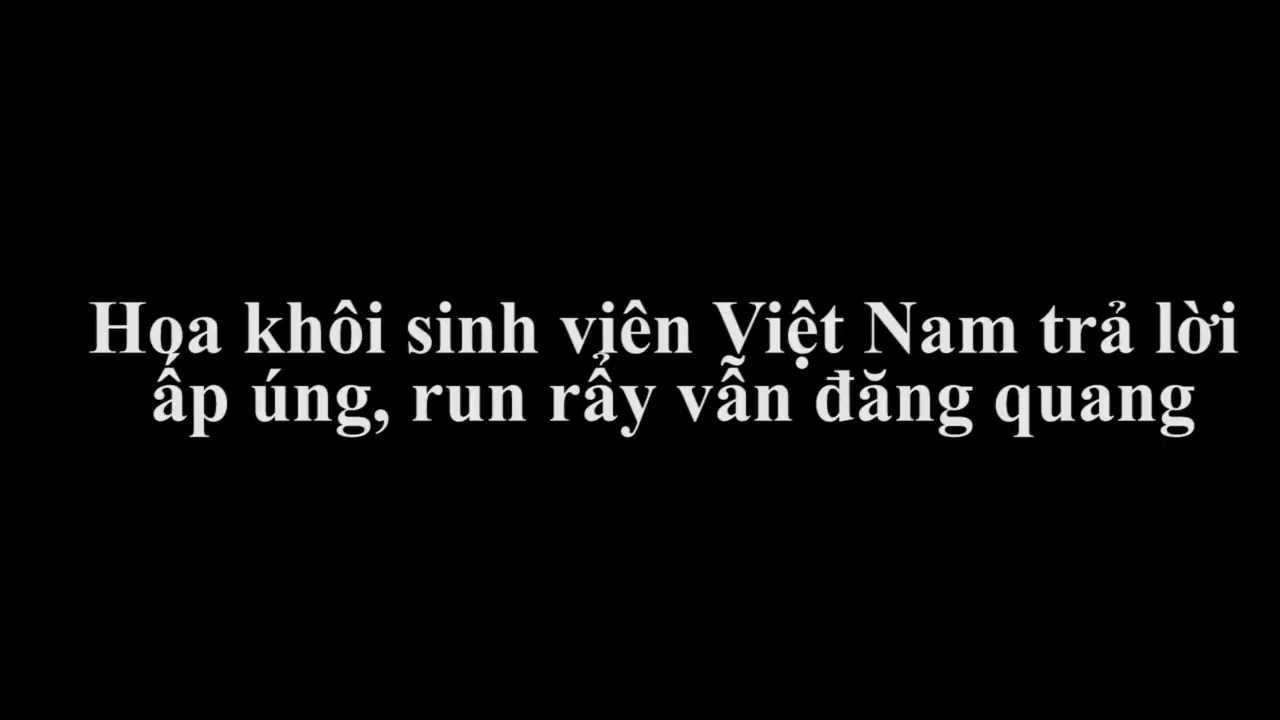 Hoa khôi sinh viên Việt Nam trả lời
ấp úng, run rẩy vẫn đăng quang